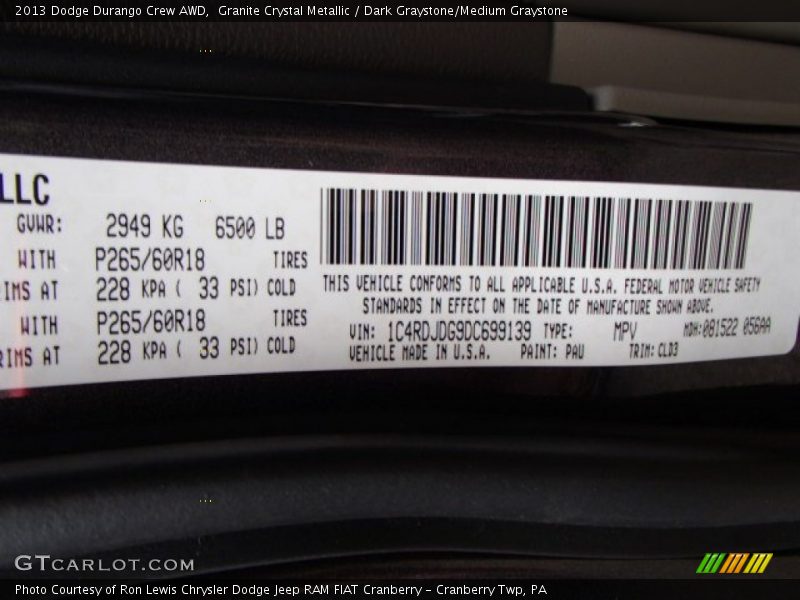 2013 Dodge Durango Crew AWD,  Granite Crystal Metallic / Dark Graystone/Medium Graystone
LLC
GVWR: 2949 KG 6500 LB
WITH P265/60R18 TIRES
RIMS AT 228 KPA ( 33 PSI) COLD
WITH P265/60R18 TIRES
RIMS AT 228 KPA ( 33 PSI) COLD
THIS VEHICLE CONFORMS TO ALL APPLICABLE U.S.A. FEDERAL MOTOR VEHICLE SAFETY
STANDARDS IN EFFECT ON THE DATE OF MANUFACTURE SHOWN ABOVE.
VIN: 1C4RDJDG9DC699139 TYPE: MPV MDH: 081522 056AA
VEHICLE MADE IN U.S.A. PAINT: PAU TRIM: CLD3
GTCARLOT.COM
Photo Courtesy of Ron Lewis Chrysler Dodge Jeep RAM FIAT Cranberry – Cranberry Twp, PA